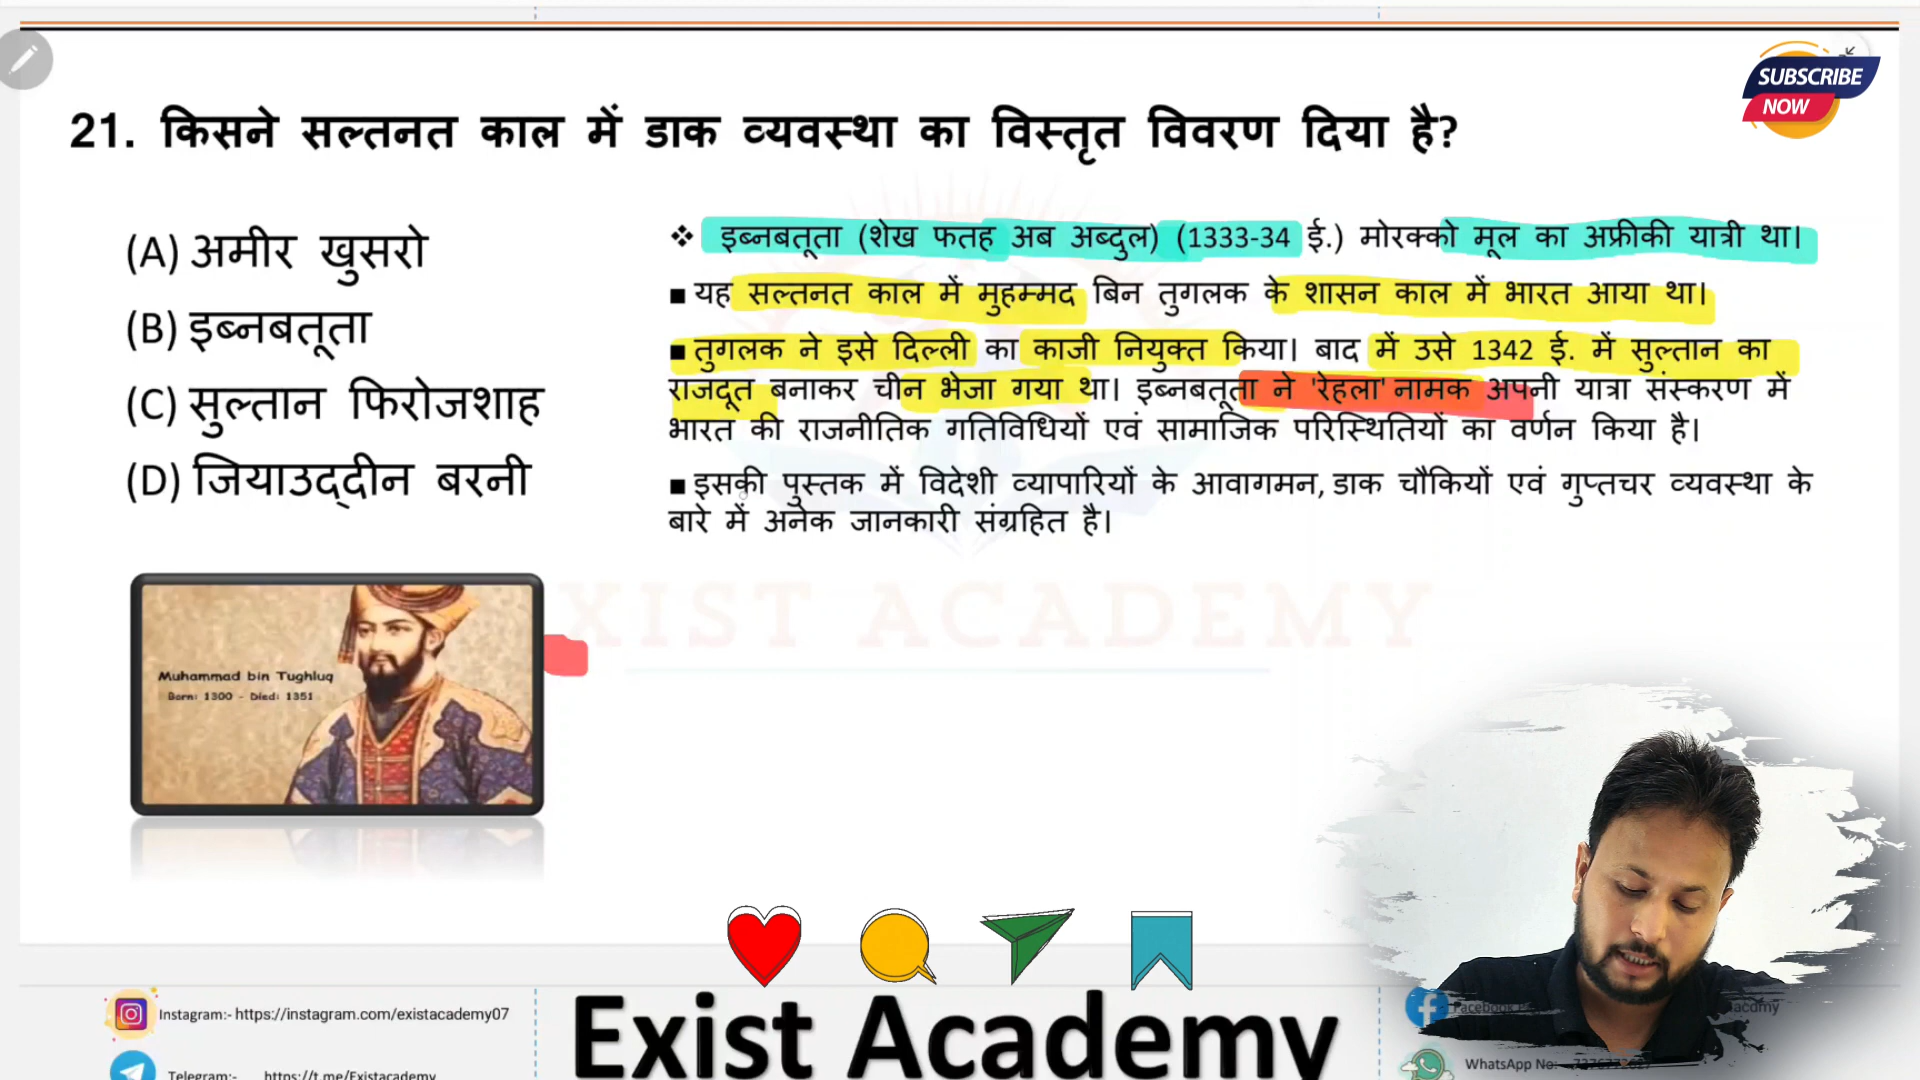 SUBSCRIBE
NOW
21. किसने सल्तनत काल में डाक व्यवस्था का विस्तृत विवरण दिया है?
(A) अमीर खुसरो
(B) इब्नबतूता
(C) सुल्तान फिरोजशाह
(D) जियाउद्दीन बरनी
❖ इब्नबतूता (शेख फतह अब अब्दुल) (1333-34 ई.) मोरक्को मूल का अफ्रीकी यात्री था।
■ यह सल्तनत काल में मुहम्मद बिन तुगलक के शासन काल में भारत आया था।
■ तुगलक ने इसे दिल्ली का काजी नियुक्त किया। बाद में उसे 1342 ई. में सुल्तान का
राजदूत बनाकर चीन भेजा गया था। इब्नबतूता ने 'रेहला' नामक अपनी यात्रा संस्करण में
भारत की राजनीतिक गतिविधियों एवं सामाजिक परिस्थितियों का वर्णन किया है।
■ इसकी पुस्तक में विदेशी व्यापारियों के आवागमन, डाक चौकियों एवं गुप्तचर व्यवस्था के
बारे में अनेक जानकारी संग्रहित है।
EXIST ACADEMY
Muhammad bin Tughluq
Born: 1300 - Died: 1351
Instagram:- https://instagram.com/existacademy07
Telegram:- https://t.me/Existacademy
Exist Academy
Facebook
WhatsApp No:-